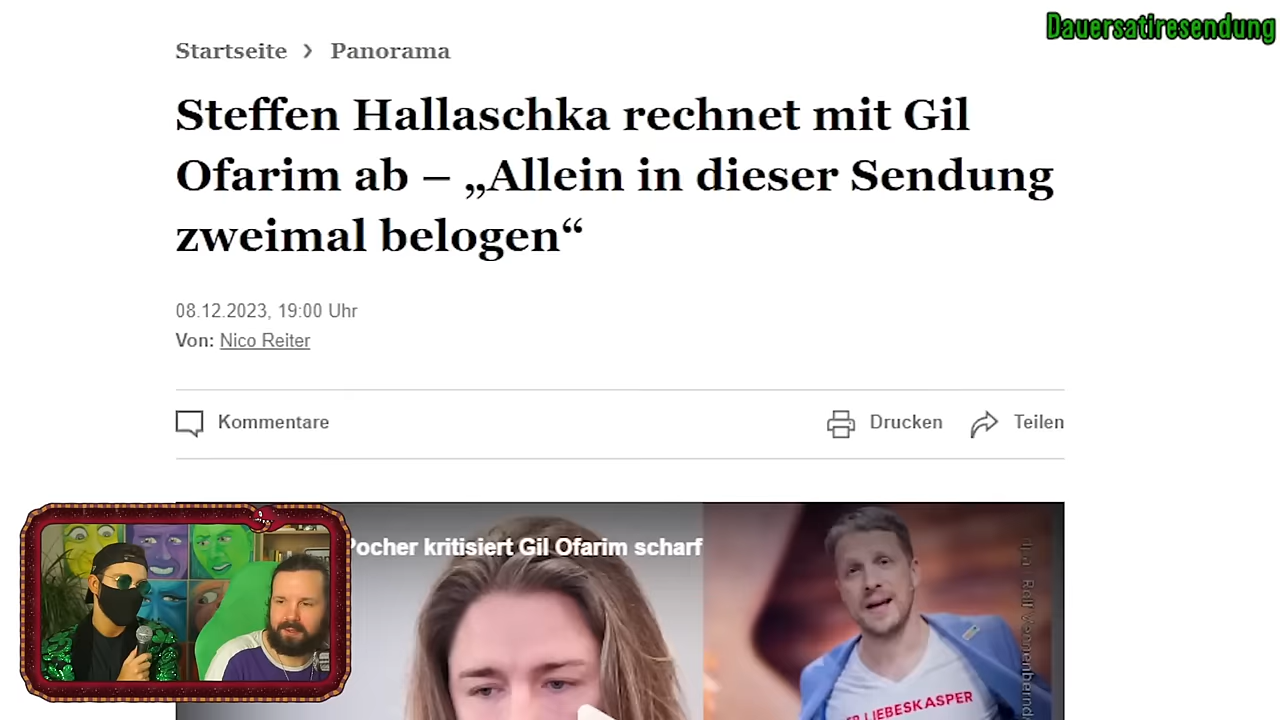 Dauersatiresendung
Startseite > Panorama
Steffen Hallaschka rechnet mit Gil
Ofarim ab – „Allein in dieser Sendung
zweimal belogen“
08.12.2023, 19:00 Uhr
Von: Nico Reiter
Kommentare
Drucken
Teilen
Pocher kritisiert Gil Ofarim scharf
LIEBESKASPER